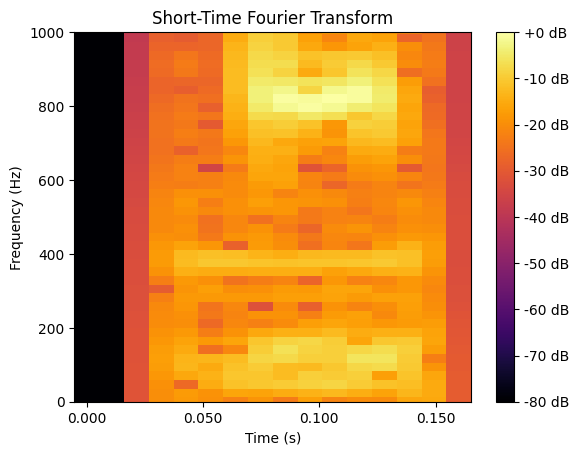 Short-Time Fourier Transform
1000
800
600
400
200
0
Frequency (Hz)
0.000
0.050
0.100
0.150
Time (s)
+0 dB
-10 dB
-20 dB
-30 dB
-40 dB
-50 dB
-60 dB
-70 dB
-80 dB